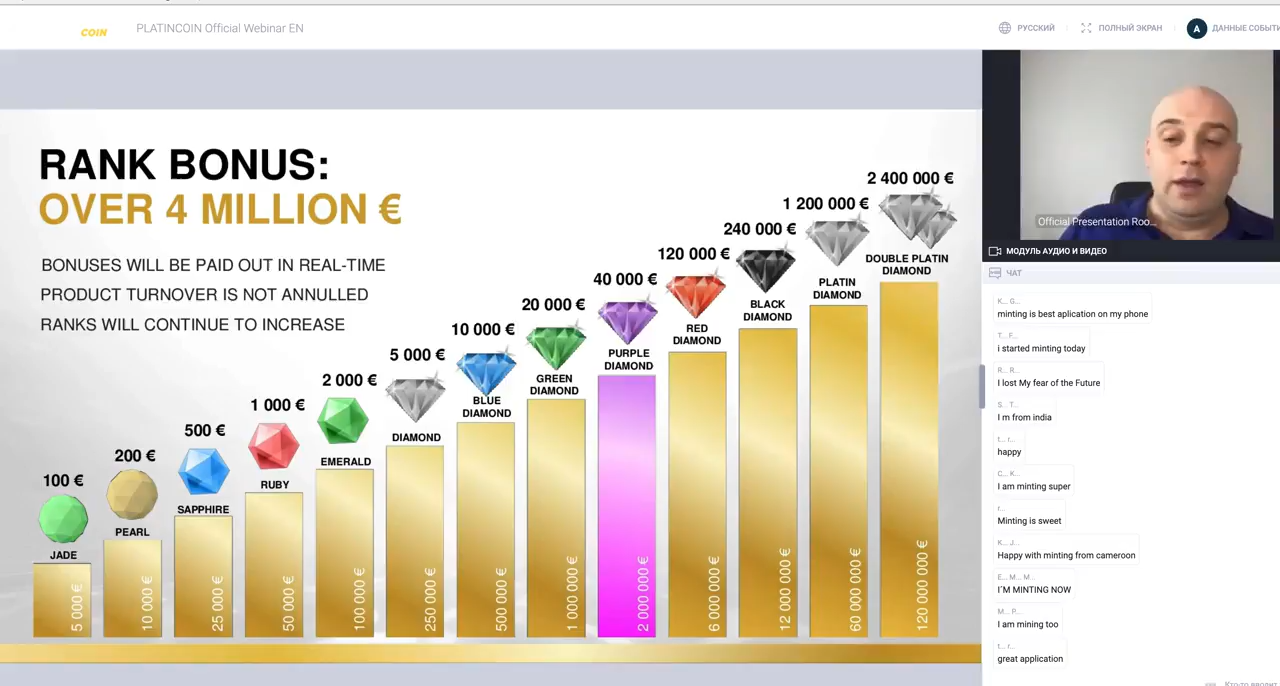 COIN
PLATINCOIN Official Webinar EN
РУССКИЙ
ПОЛНЫЙ ЭКРАН
A
ДАННЫЕ СОБЫТИ
RANK BONUS:
OVER 4 MILLION €
BONUSES WILL BE PAID OUT IN REAL-TIME
PRODUCT TURNOVER IS NOT ANNULLED
RANKS WILL CONTINUE TO INCREASE
100 €
JADE
5 000 €
200 €
PEARL
10 000 €
500 €
SAPPHIRE
25 000 €
1 000 €
RUBY
50 000 €
2 000 €
EMERALD
100 000 €
5 000 €
DIAMOND
250 000 €
10 000 €
BLUE
DIAMOND
500 000 €
20 000 €
GREEN
DIAMOND
1 000 000 €
40 000 €
PURPLE
DIAMOND
2 000 000 €
120 000 €
RED
DIAMOND
6 000 000 €
240 000 €
BLACK
DIAMOND
12 000 000 €
1 200 000 €
PLATIN
DIAMOND
60 000 000 €
2 400 000 €
DOUBLE PLATIN
DIAMOND
120 000 000 €
Official Presentation Roo...
МОДУЛЬ АУДИО И ВИДЕО
ЧАТ
K... G...
minting is best aplication on my phone
T... F...
i started minting today
R... R...
I lost My fear of the Future
S... T...
I m from india
t... r...
happy
C... K...
I am minting super
r...
Minting is sweet
K... J...
Happy with minting from cameroon
E... M... M...
I´M MINTING NOW
M... P...
I am mining too
t... r...
great application